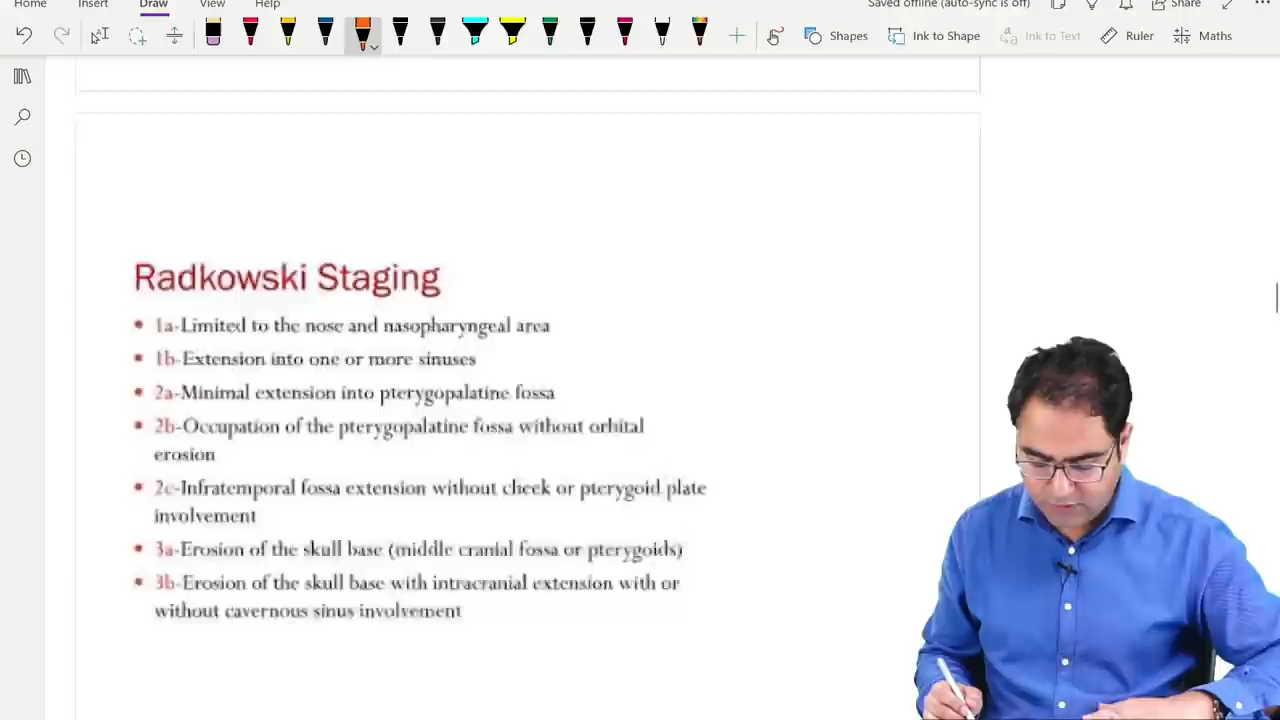 Home Insert Draw View Help Saved offline (auto-sync is off) Share
Shapes Ink to Shape Ink to Text Ruler Maths
Radkowski Staging
• 1a-Limited to the nose and nasopharyngeal area
• 1b-Extension into one or more sinuses
• 2a-Minimal extension into pterygopalatine fossa
• 2b-Occupation of the pterygopalatine fossa without orbital
erosion
• 2c-Infratemporal fossa extension without cheek or pterygoid plate
involvement
• 3a-Erosion of the skull base (middle cranial fossa or pterygoids)
• 3b-Erosion of the skull base with intracranial extension with or
without cavernous sinus involvement